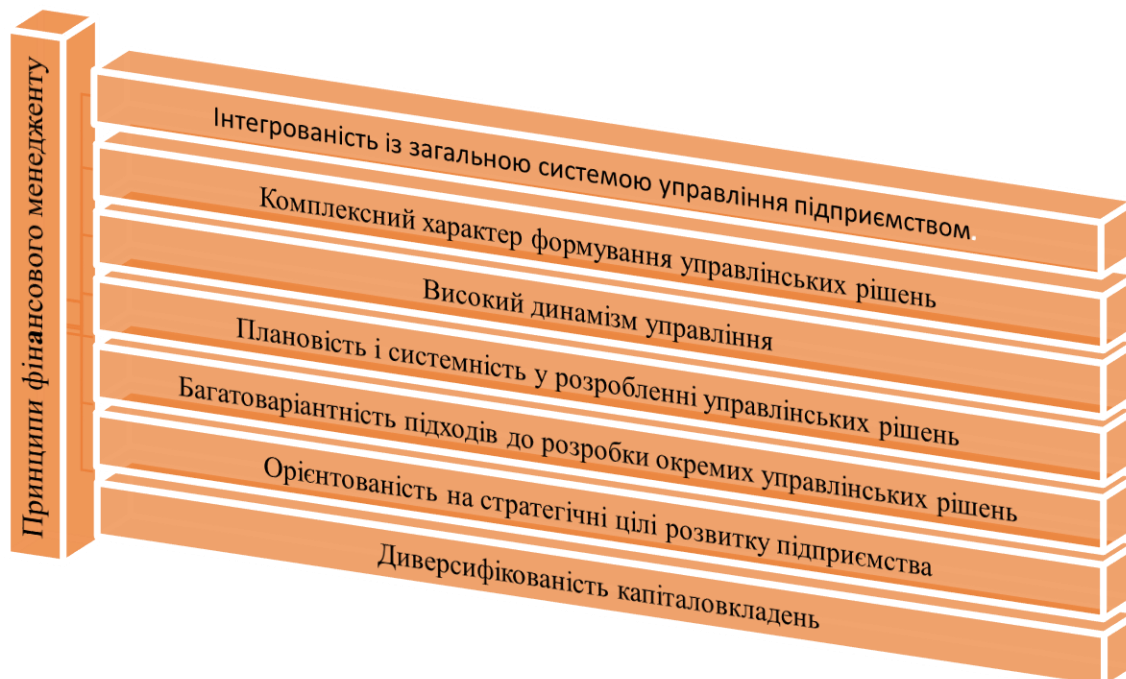 Принципи фінансового менеджменту
Інтегрованість із загальною системою управління підприємством.
Комплексний характер формування управлінських рішень
Високий динамізм управління
Плановість і системність у розробленні управлінських рішень
Багатоваріантність підходів до розробки окремих управлінських рішень
Орієнтованість на стратегічні цілі розвитку підприємства
Диверсифікованість капіталовкладень